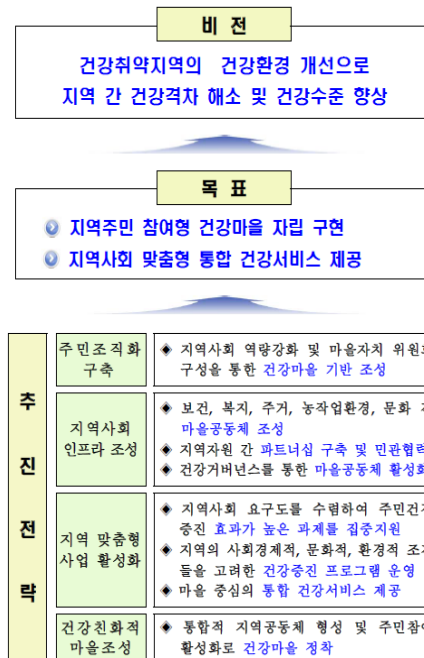 비 전
건강취약지역의 건강환경 개선으로
지역 간 건강격차 해소 및 건강수준 향상
목 표
지역주민 참여형 건강마을 자립 구현
지역사회 맞춤형 통합 건강서비스 제공
추진전략
주민조직화
구축
◈ 지역사회 역량강화 및 마을자치
구성을 통한 건강마을 기반 조성
지역사회
인프라 조성
◈ 보건, 복지, 주거, 농작업환경, 문화
마을공동체 조성
◈ 지역자원 간 파트너십 구축 및 민관협력
◈ 건강거버넌스를 통한 마을공동체
지역 맞춤형
사업 활성화
◈ 지역사회 요구도를 수렴하여
증진 효과가 높은 과제를 집중지원
◈ 지역의 사회경제적, 문화적, 환경적
들을 고려한 건강증진 프로그램 운영
◈ 마을 중심의 통합 건강서비스 제공
건강친화적
마을조성
◈ 통합적 지역공동체 형성 및
활성화로 건강마을 정착